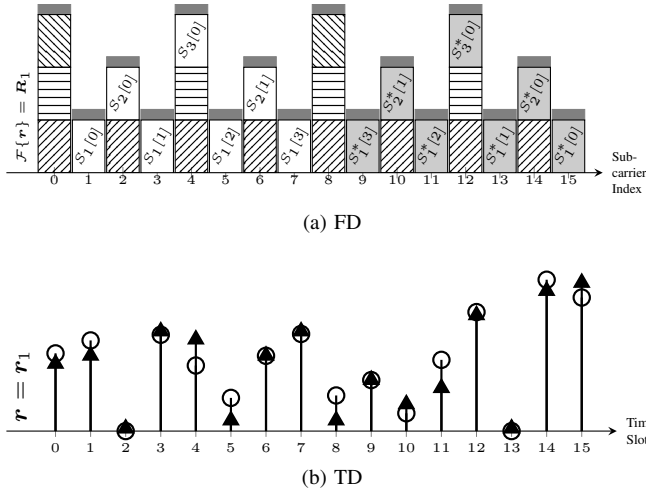 𝓕{r} = R₁
S₃[0]
S*₃[0]
S₂[0]
S₂[1]
S*₂[1]
S*₂[0]
S₁[0]
S₁[1]
S₁[2]
S₁[3]
S*₁[3]
S*₁[2]
S*₁[1]
S*₁[0]
0 1 2 3 4 5 6 7 8 9 10 11 12 13 14 15
Sub-
carrier
Index
(a) FD
r = r₁
0 1 2 3 4 5 6 7 8 9 10 11 12 13 14 15
Tim
Slot
(b) TD